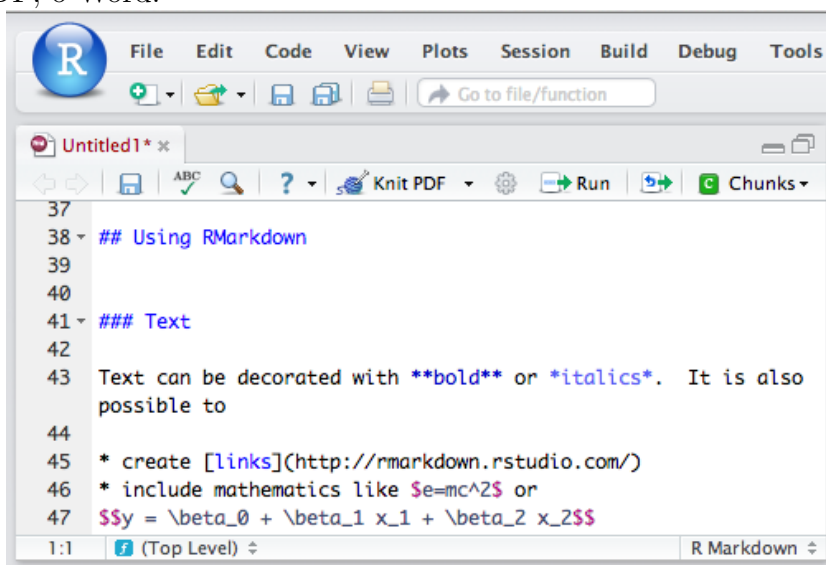 Word.
R File Edit Code View Plots Session Build Debug Tools
Go to file/function
Untitled1*
ABC ? Knit PDF Run C Chunks
37
38 ## Using RMarkdown
39
40
41 ### Text
42
43 Text can be decorated with **bold** or *italics*.  It is also
possible to
44
45 * create [links](http://rmarkdown.rstudio.com/)
46 * include mathematics like $e=mc^2$ or
47 $$y = \beta_0 + \beta_1 x_1 + \beta_2 x_2$$
1:1 (Top Level) R Markdown